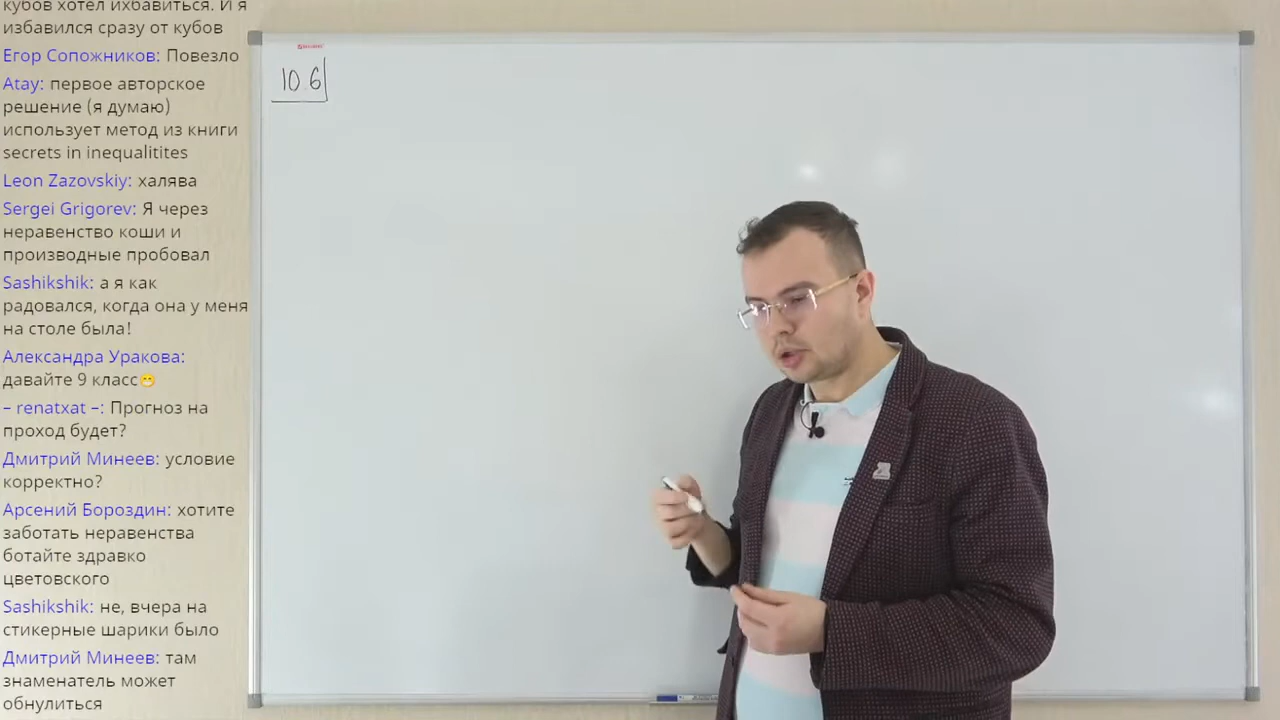 кубов хотел ихбавиться. И я
избавился сразу от кубов
Егор Сопожников: Повезло
Atay: первое авторское
решение (я думаю)
использует метод из книги
secrets in inequalitites
Leon Zazovskiy: халява
Sergei Grigorev: Я через
неравенство коши и
производные пробовал
Sashikshik: а я как
радовался, когда она у меня
на столе была!
Александра Уракова:
давайте 9 класс😁
– renatxat –: Прогноз на
проход будет?
Дмитрий Минеев: условие
корректно?
Арсений Бороздин: хотите
заботать неравенства
ботайте здравко
цветовского
Sashikshik: не, вчера на
стикерные шарики было
Дмитрий Минеев: там
знаменатель может
обнулиться
10.6